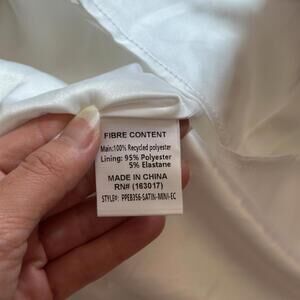 FIBRE CONTENT
Main:100% Recycled polyester
Lining: 95% Polyester
5% Elastane
MADE IN CHINA
RN# (163017)
STYLE#: PPEB356-SATIN-MINI-EC